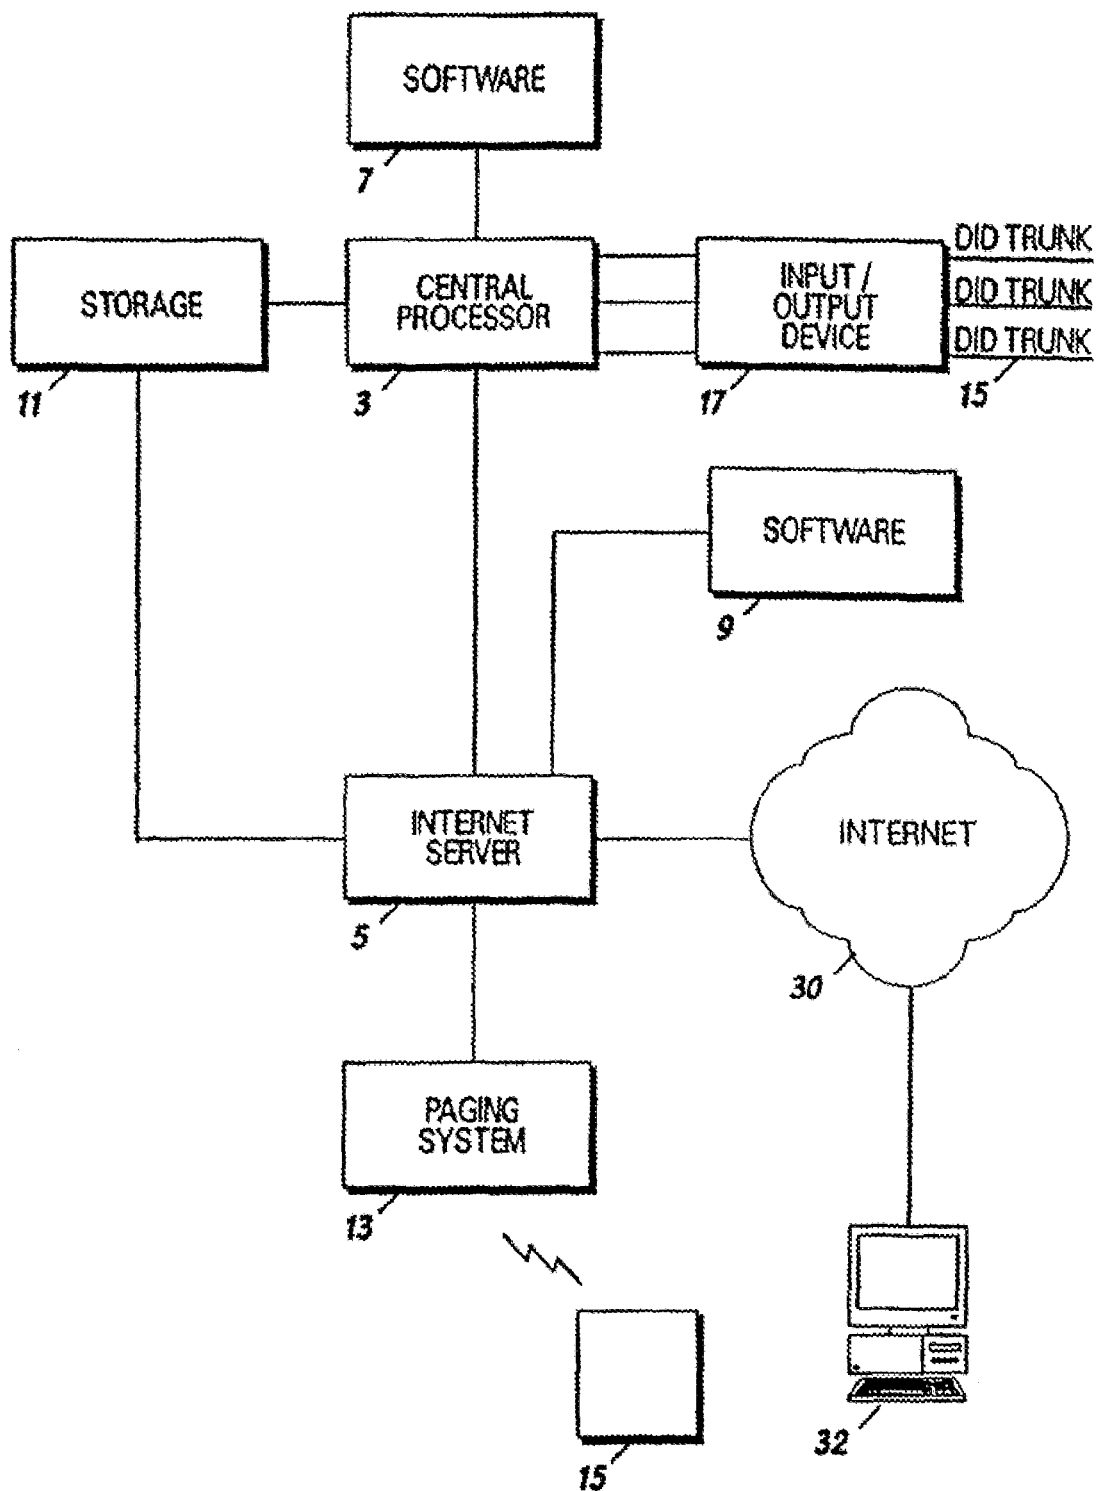 SOFTWARE
7
DID TRUNK
STORAGE
CENTRAL
PROCESSOR
INPUT /
OUTPUT
DEVICE
DID TRUNK
DID TRUNK
11
3
17
15
SOFTWARE
9
INTERNET
SERVER
INTERNET
5
30
PAGING
SYSTEM
13
32
15